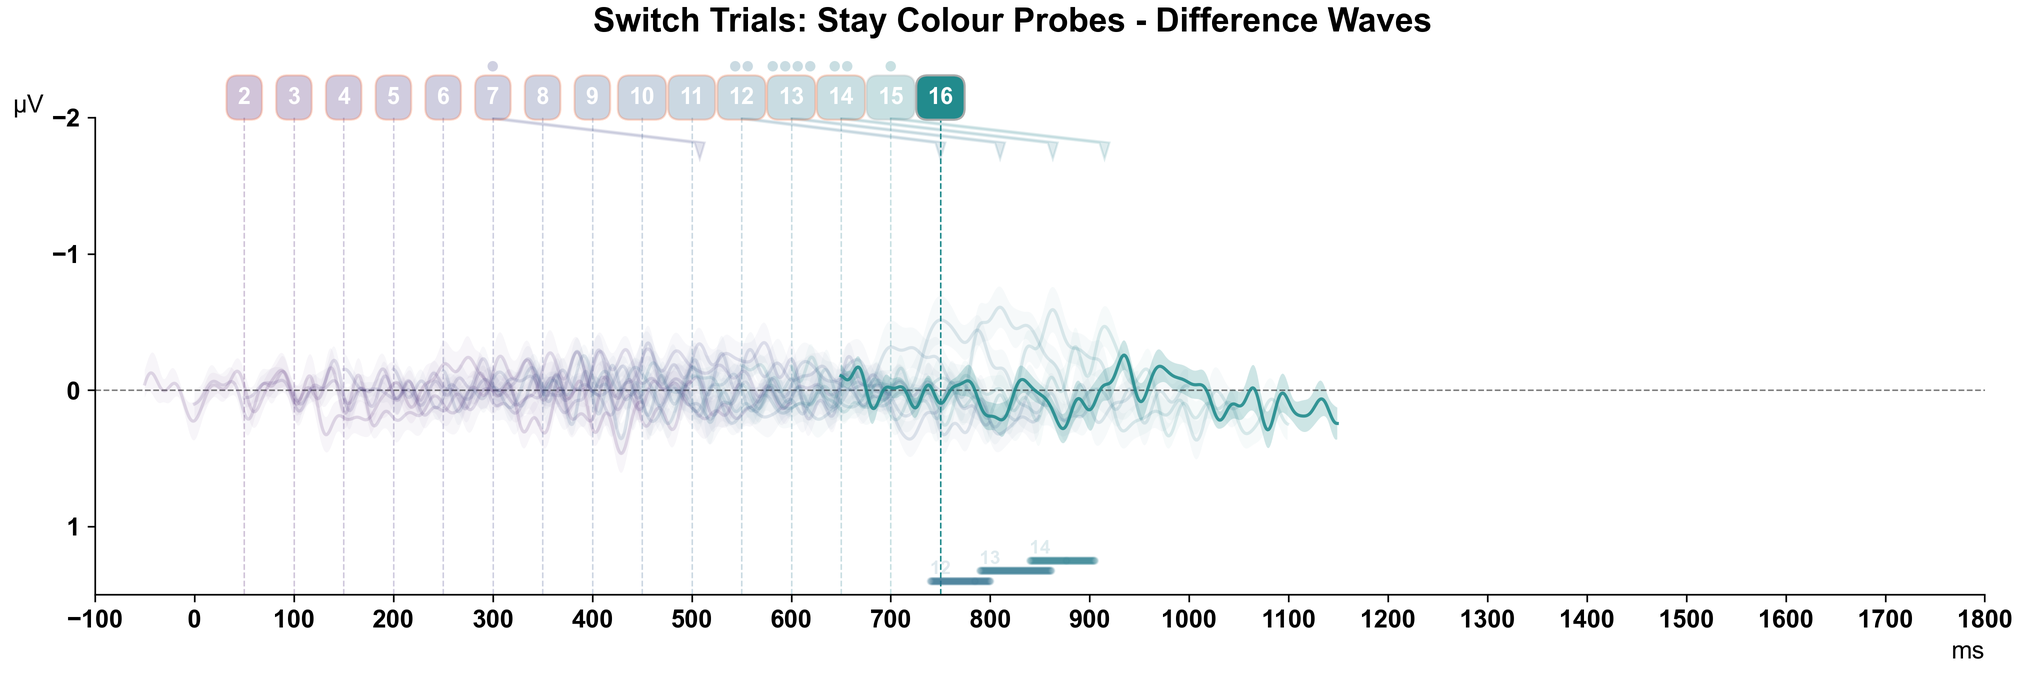 Switch Trials: Stay Colour Probes - Difference Waves
2 3 4 5 6 7 8 9 10 11 12 13 14 15 16
µV
−2
−1
0
1
14
13
12
−100 0 100 200 300 400 500 600 700 800 900 1000 1100 1200 1300 1400 1500 1600 1700 1800
ms